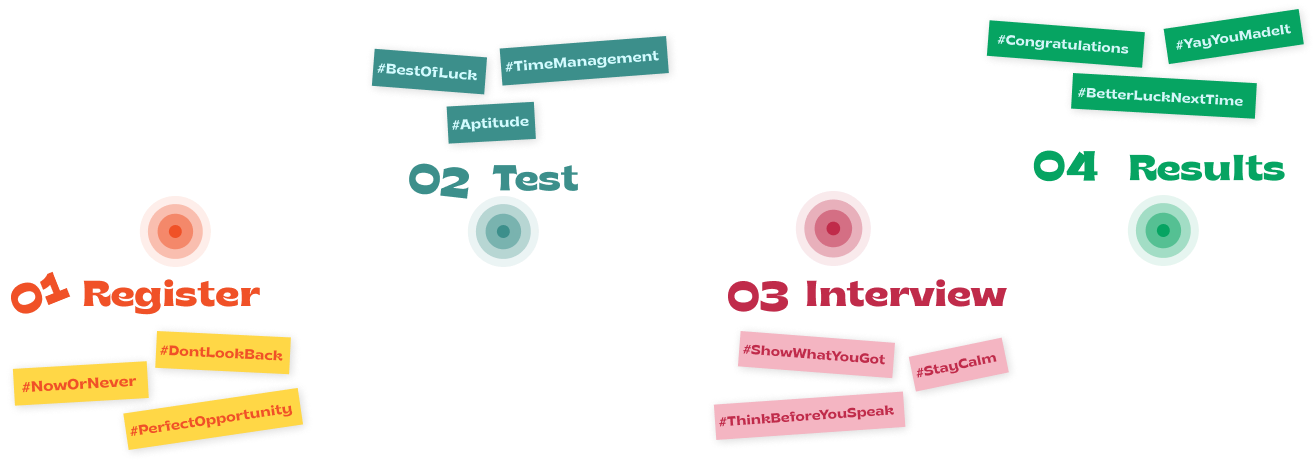 01 Register
#DontLookBack
#NowOrNever
#PerfectOpportunity
#BestOfLuck
#TimeManagement
#Aptitude
02 Test
03 Interview
#ShowWhatYouGot
#StayCalm
#ThinkBeforeYouSpeak
#Congratulations
#YayYouMadeIt
#BetterLuckNextTime
04 Results